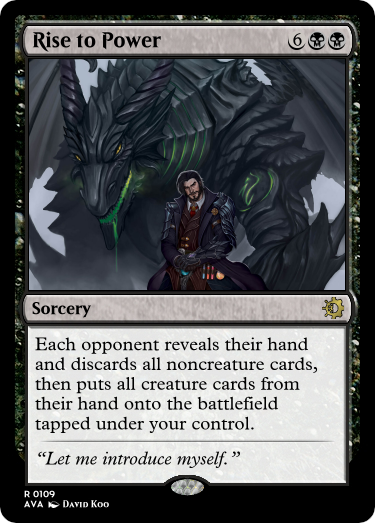 Rise to Power 6
Sorcery
Each opponent reveals their hand
and discards all noncreature cards,
then puts all creature cards from
their hand onto the battlefield
tapped under your control.
“Let me introduce myself.”
R 0109
AVA DAVID KOO